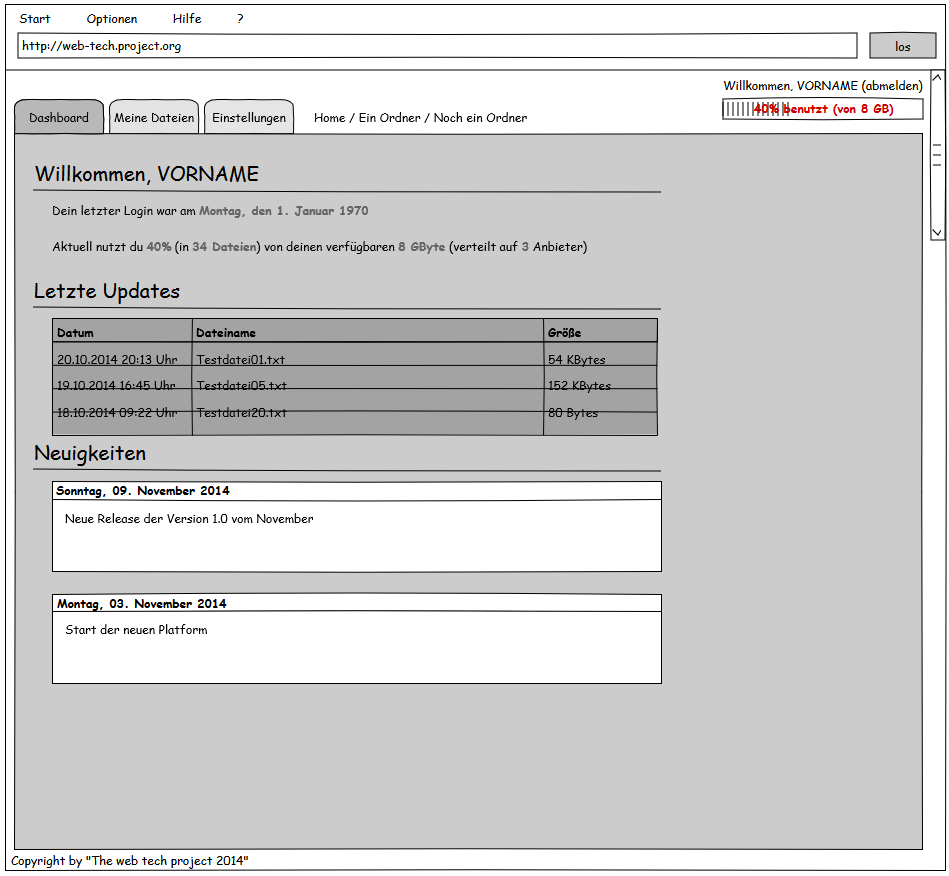 Start Optionen Hilfe ?
http://web-tech.project.org los
Willkommen, VORNAME (abmelden)
40% benutzt (von 8 GB)
Dashboard Meine Dateien Einstellungen Home / Ein Ordner / Noch ein Ordner
Willkommen, VORNAME
Dein letzter Login war am Montag, den 1. Januar 1970
Aktuell nutzt du 40% (in 34 Dateien) von deinen verfügbaren 8 GByte (verteilt auf 3 Anbieter)
Letzte Updates
Datum Dateiname Größe
20.10.2014 20:13 Uhr Testdatei01.txt 54 KBytes
19.10.2014 16:45 Uhr Testdatei05.txt 152 KBytes
18.10.2014 09:22 Uhr Testdatei20.txt 80 Bytes
Neuigkeiten
Sonntag, 09. November 2014
Neue Release der Version 1.0 vom November
Montag, 03. November 2014
Start der neuen Platform
Copyright by "The web tech project 2014"